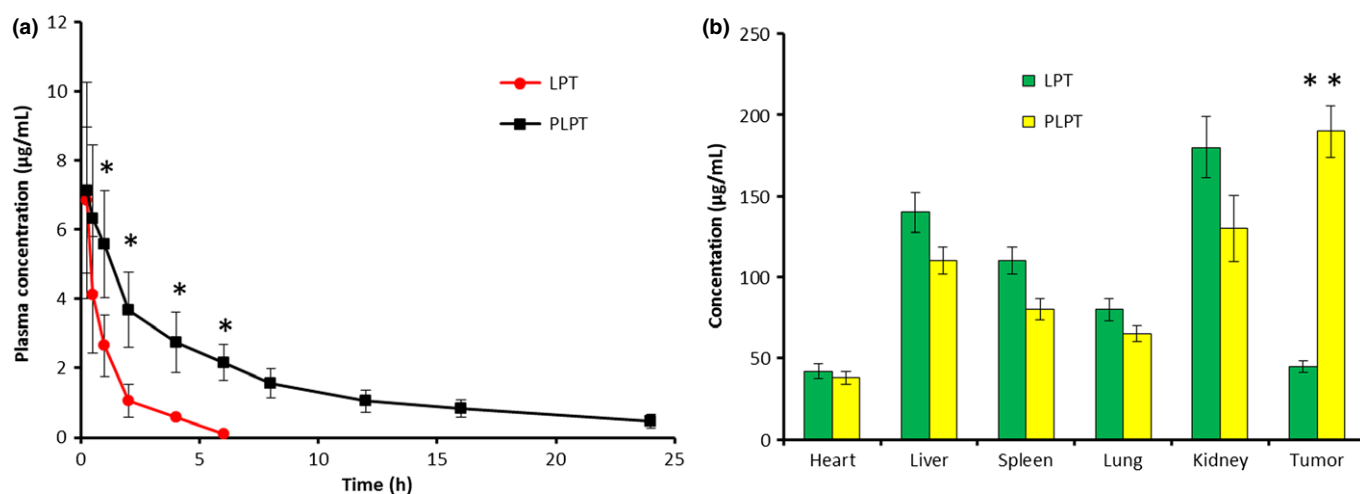 (a)
12
10
8
6
4
2
0
Plasma concentration (µg/mL)
LPT
PLPT
*
*
*
*
0 5 10 15 20 25
Time (h)
(b)
250
200
150
100
50
0
Concentation (µg/mL)
LPT
PLPT
* *
Heart Liver Spleen Lung Kidney Tumor